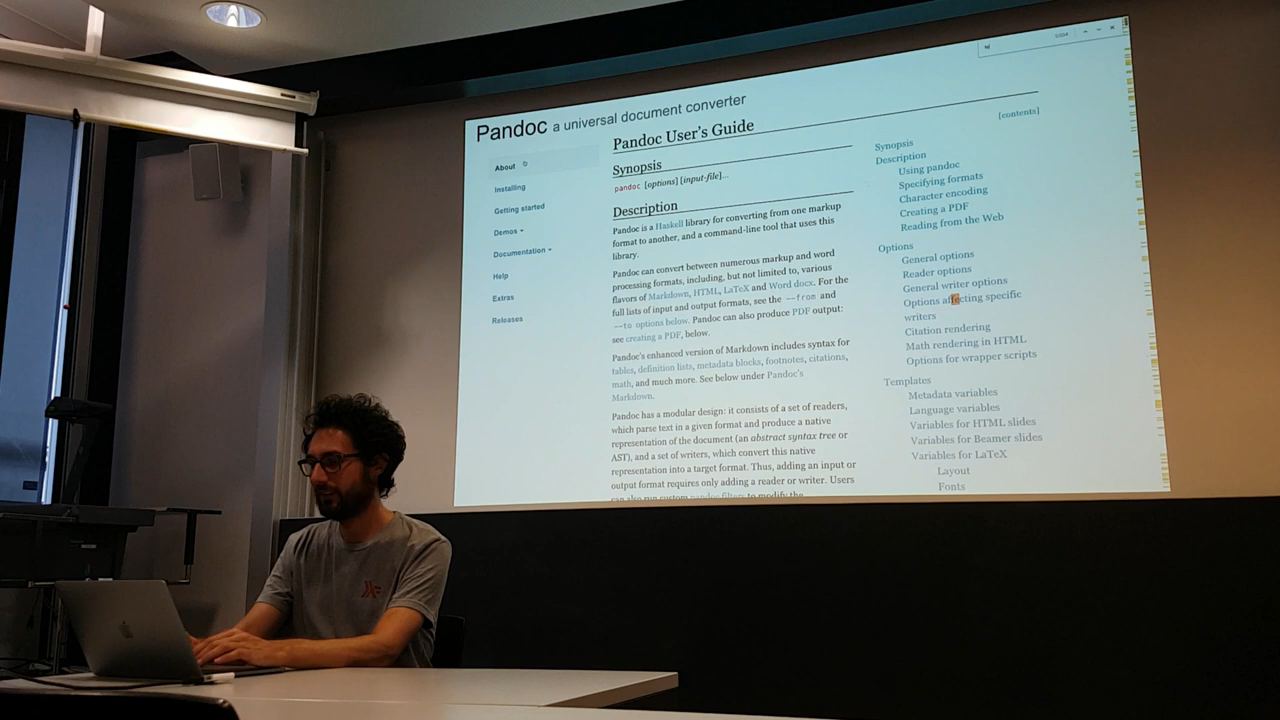 Pandoc a universal document converter
About
Installing
Getting started
Demos
Documentation
Help
Extras
Releases
Pandoc User's Guide
Synopsis
pandoc [options] [input-file]...
Description
Pandoc is a Haskell library for converting from one markup
format to another, and a command-line tool that uses this
library.
Pandoc can convert between numerous markup and word
processing formats, including, but not limited to, various
flavors of Markdown, HTML, LaTeX and Word docx. For the
full lists of input and output formats, see the --from and
--to options below. Pandoc can also produce PDF output:
see creating a PDF, below.
Pandoc's enhanced version of Markdown includes syntax for
tables, definition lists, metadata blocks, footnotes, citations,
math, and much more. See below under Pandoc's
Markdown.
Pandoc has a modular design: it consists of a set of readers,
which parse text in a given format and produce a native
representation of the document (an abstract syntax tree or
AST), and a set of writers, which convert this native
representation into a target format. Thus, adding an input or
output format requires only adding a reader or writer. Users
can also run custom pandoc filters to modify the
[contents]
Synopsis
Description
Using pandoc
Specifying formats
Character encoding
Creating a PDF
Reading from the Web
Options
General options
Reader options
General writer options
Options affecting specific
writers
Citation rendering
Math rendering in HTML
Options for wrapper scripts
Templates
Metadata variables
Language variables
Variables for HTML slides
Variables for Beamer slides
Variables for LaTeX
Layout
Fonts